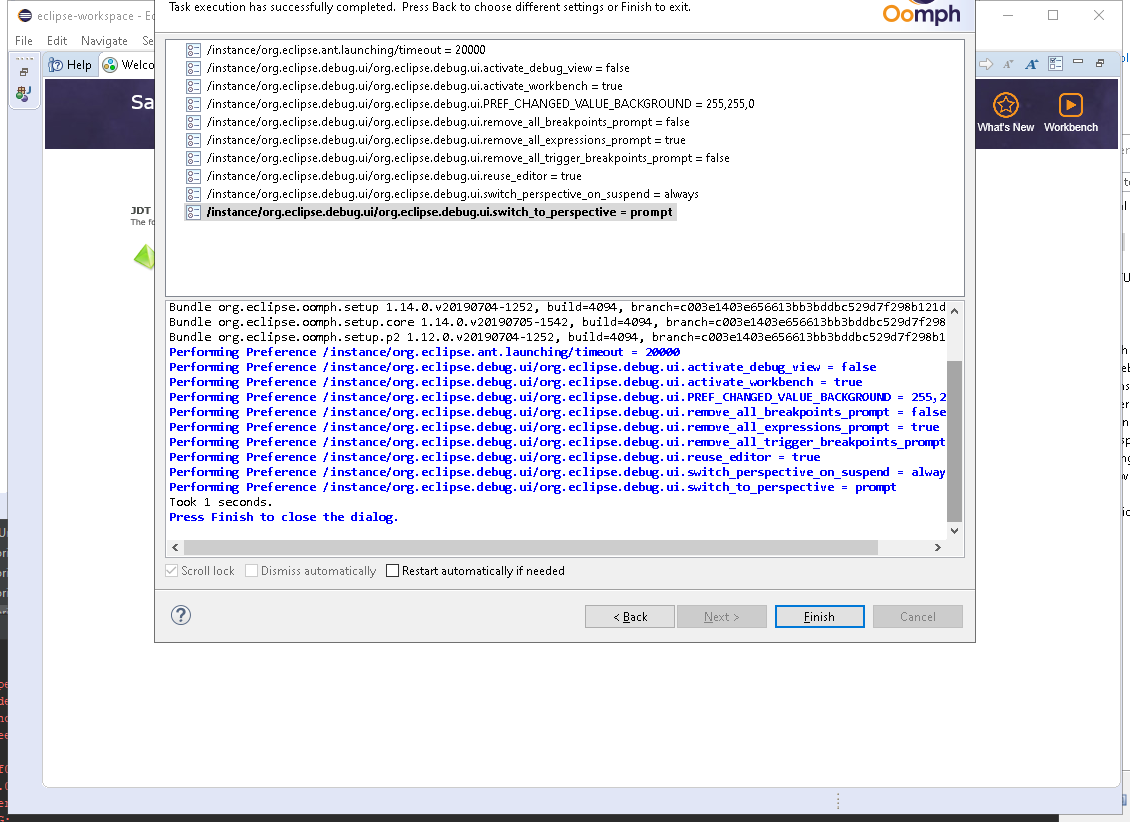 eclipse-workspace - Ec
Task execution has successfully completed. Press Back to choose different settings or Finish to exit.
Oomph
File Edit Navigate Se
Help Welco
Sa
What's New Workbench
JDT
The fo
/instance/org.eclipse.ant.launching/timeout = 20000
/instance/org.eclipse.debug.ui/org.eclipse.debug.ui.activate_debug_view = false
/instance/org.eclipse.debug.ui/org.eclipse.debug.ui.activate_workbench = true
/instance/org.eclipse.debug.ui/org.eclipse.debug.ui.PREF_CHANGED_VALUE_BACKGROUND = 255,255,0
/instance/org.eclipse.debug.ui/org.eclipse.debug.ui.remove_all_breakpoints_prompt = false
/instance/org.eclipse.debug.ui/org.eclipse.debug.ui.remove_all_expressions_prompt = true
/instance/org.eclipse.debug.ui/org.eclipse.debug.ui.remove_all_trigger_breakpoints_prompt = false
/instance/org.eclipse.debug.ui/org.eclipse.debug.ui.reuse_editor = true
/instance/org.eclipse.debug.ui/org.eclipse.debug.ui.switch_perspective_on_suspend = always
/instance/org.eclipse.debug.ui/org.eclipse.debug.ui.switch_to_perspective = prompt
Bundle org.eclipse.oomph.setup 1.14.0.v20190704-1252, build=4094, branch=c003e1403e656613bb3bddbc529d7f298b121d
Bundle org.eclipse.oomph.setup.core 1.14.0.v20190705-1542, build=4094, branch=c003e1403e656613bb3bddbc529d7f298
Bundle org.eclipse.oomph.setup.p2 1.12.0.v20190704-1252, build=4094, branch=c003e1403e656613bb3bddbc529d7f298b1
Performing Preference /instance/org.eclipse.ant.launching/timeout = 20000
Performing Preference /instance/org.eclipse.debug.ui/org.eclipse.debug.ui.activate_debug_view = false
Performing Preference /instance/org.eclipse.debug.ui/org.eclipse.debug.ui.activate_workbench = true
Performing Preference /instance/org.eclipse.debug.ui/org.eclipse.debug.ui.PREF_CHANGED_VALUE_BACKGROUND = 255,2
Performing Preference /instance/org.eclipse.debug.ui/org.eclipse.debug.ui.remove_all_breakpoints_prompt = false
Performing Preference /instance/org.eclipse.debug.ui/org.eclipse.debug.ui.remove_all_expressions_prompt = true
Performing Preference /instance/org.eclipse.debug.ui/org.eclipse.debug.ui.remove_all_trigger_breakpoints_prompt
Performing Preference /instance/org.eclipse.debug.ui/org.eclipse.debug.ui.reuse_editor = true
Performing Preference /instance/org.eclipse.debug.ui/org.eclipse.debug.ui.switch_perspective_on_suspend = alway
Performing Preference /instance/org.eclipse.debug.ui/org.eclipse.debug.ui.switch_to_perspective = prompt
Took 1 seconds.
Press Finish to close the dialog.
Scroll lock Dismiss automatically Restart automatically if needed
< Back Next > Finish Cancel